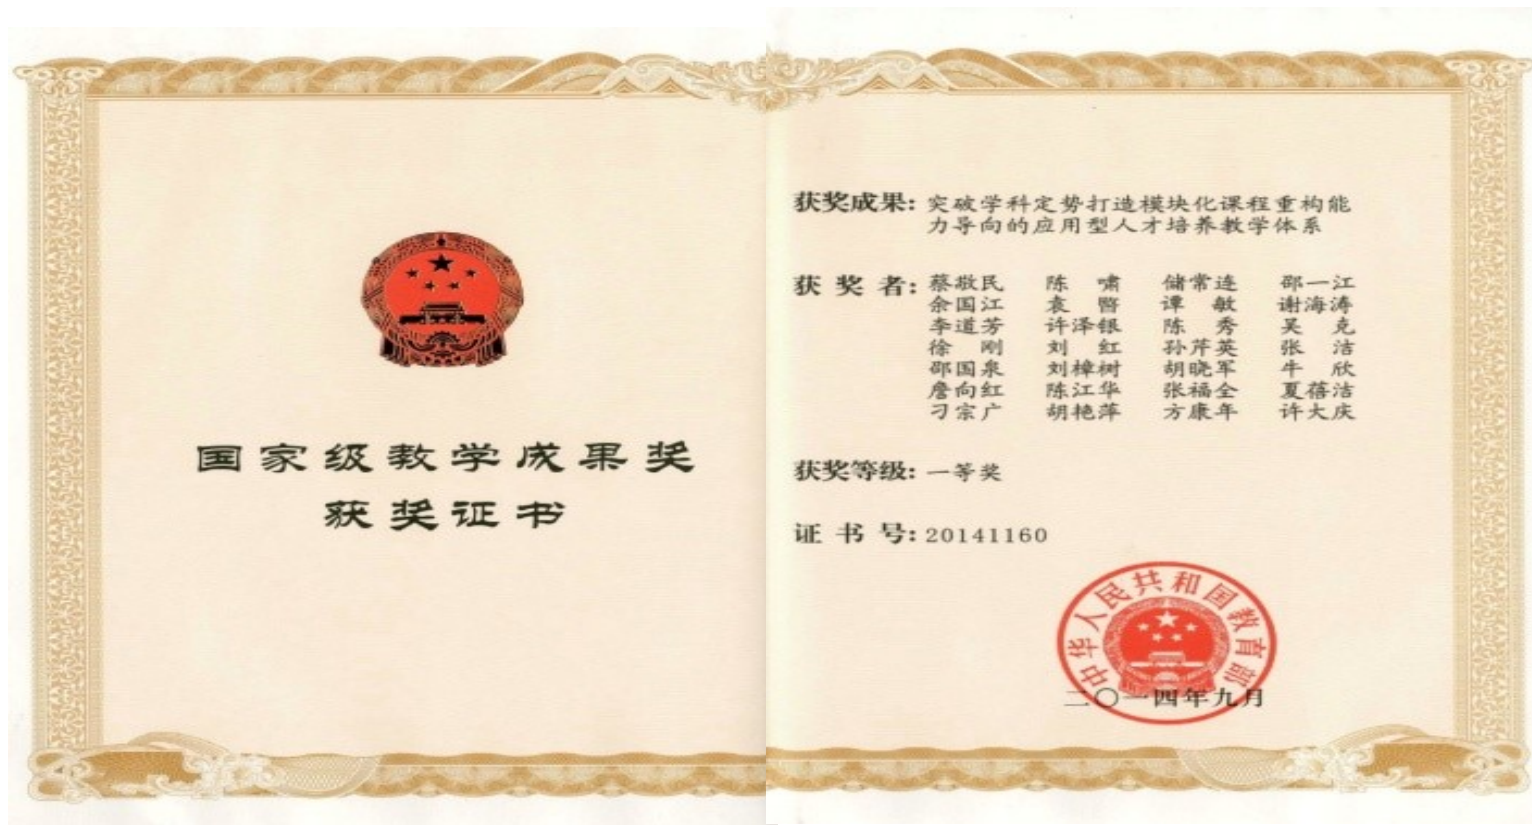 国家级教学成果奖
获奖证书
获奖成果：突破学科定势打造模块化课程重构能
力导向的应用型人才培养教学体系
获奖者：蔡敬民 陈啸 储常连 邵一江
余国江 袁暋 谭敏 谢海涛
李道芳 许泽银 陈秀 吴克
徐刚 刘红 孙芹英 张洁
邵国泉 刘樟树 胡晓军 牛欣
詹向红 陈江华 张福全 夏蓓洁
刁宗广 胡艳萍 方康年 许大庆
获奖等级：一等奖
证书号：20141160
中华人民共和国教育部
二〇一四年九月